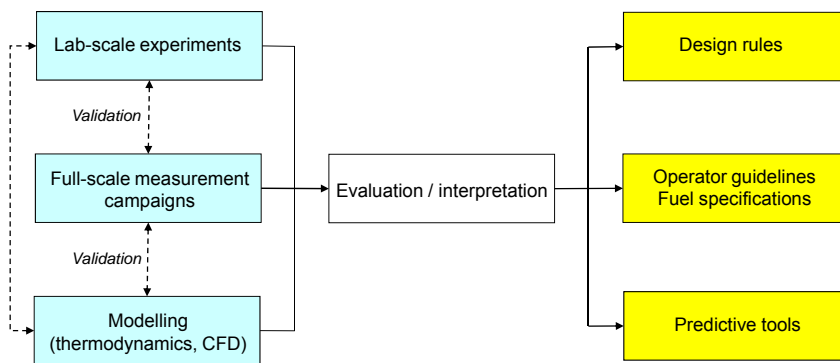 Lab-scale experiments
Validation
Full-scale measurement
campaigns
Validation
Modelling
(thermodynamics, CFD)
Evaluation / interpretation
Design rules
Operator guidelines
Fuel specifications
Predictive tools